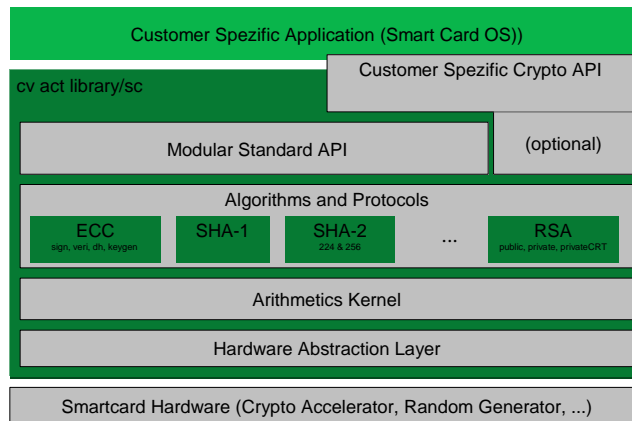 Customer Spezific Application (Smart Card OS))
Customer Spezific Crypto API
cv act library/sc
Modular Standard API
(optional)
Algorithms and Protocols
ECC
sign, veri, dh, keygen
SHA-1
SHA-2
224 & 256
...
RSA
public, private, privateCRT
Arithmetics Kernel
Hardware Abstraction Layer
Smartcard Hardware (Crypto Accelerator, Random Generator, ...)